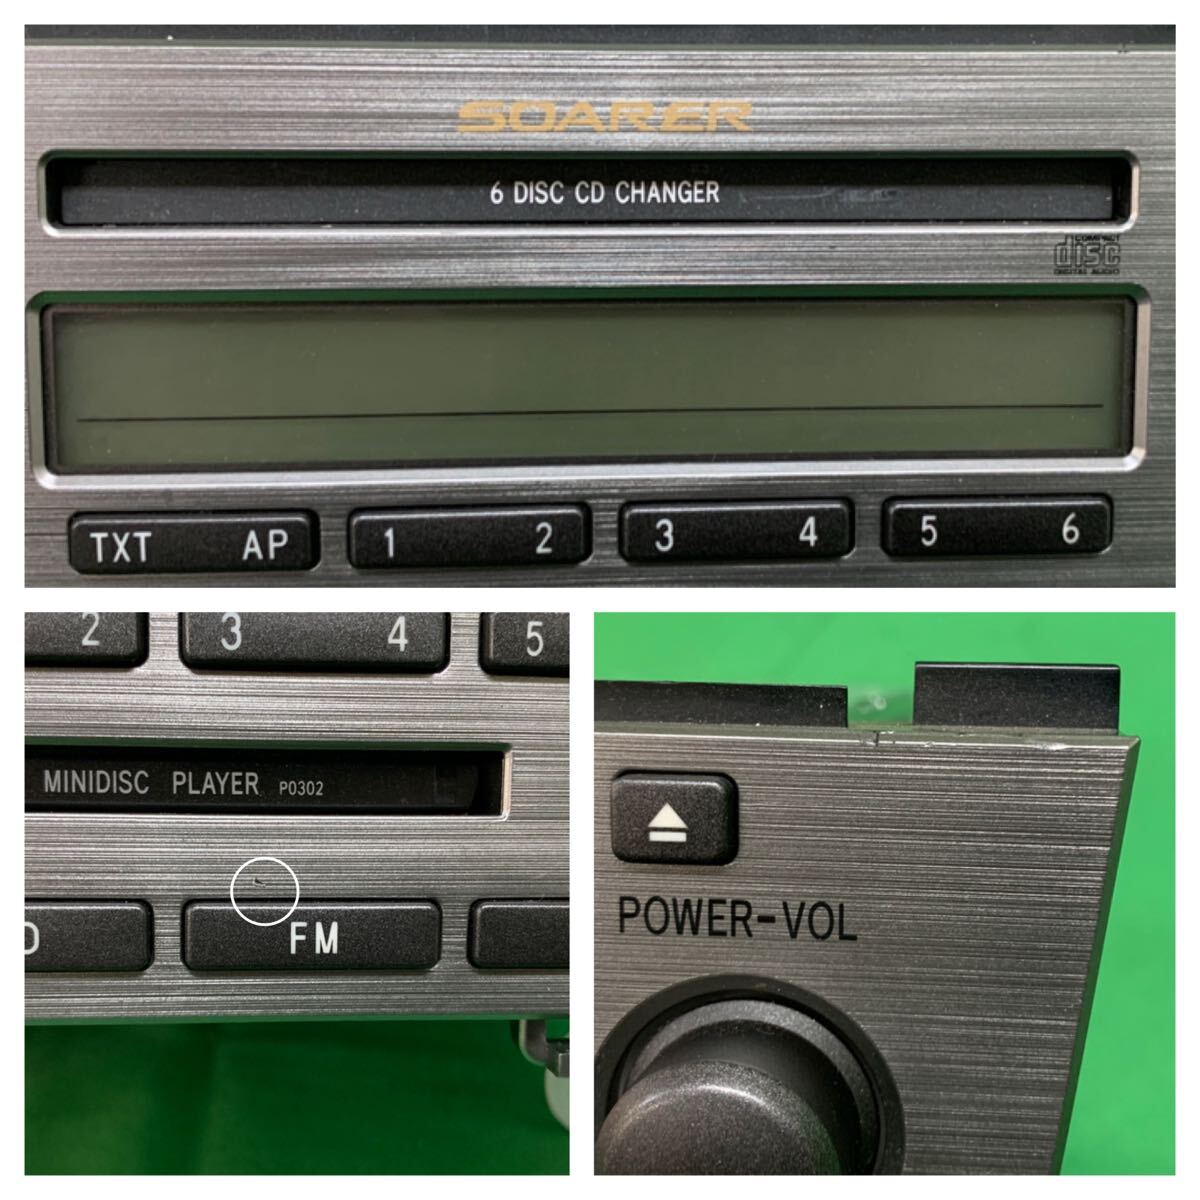 SOARER
6 DISC CD CHANGER
COMPACT
disc
DIGITAL AUDIO
TXT AP 1 2 3 4 5 6
2 3 4 5
MINIDISC PLAYER P0302
FM
POWER-VOL